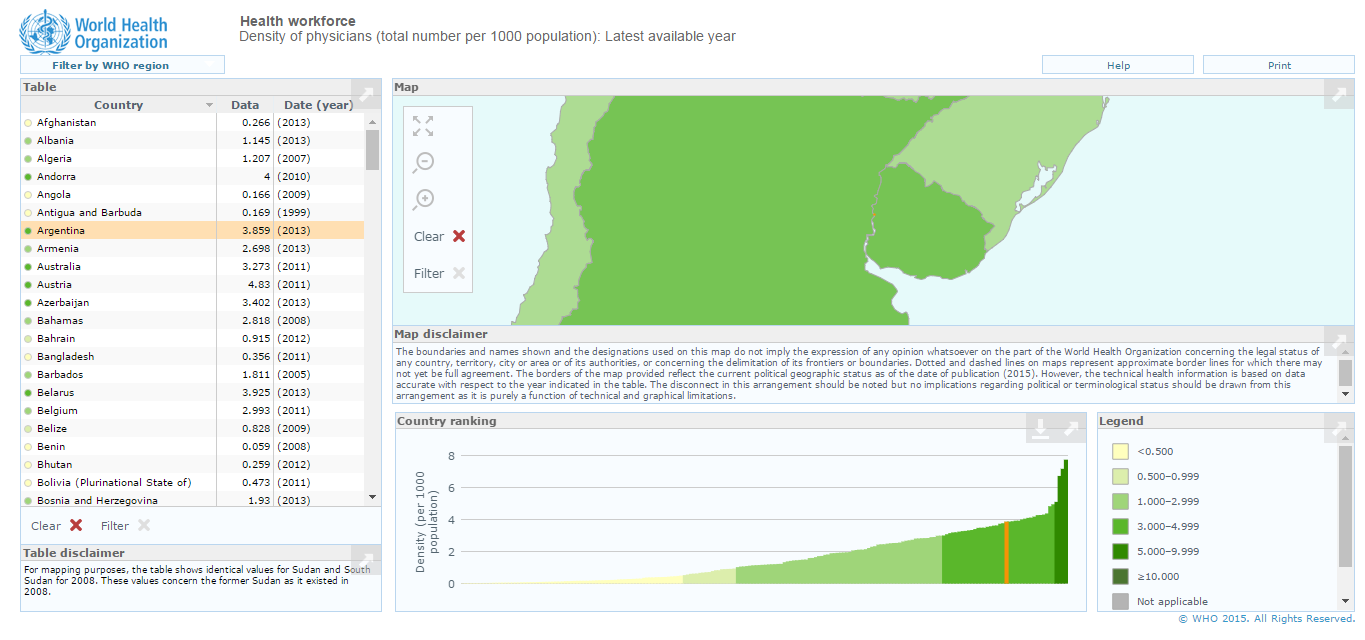 World Health
Organization
Health workforce
Density of physicians (total number per 1000 population): Latest available year
Filter by WHO region
Help
Print
Table
Country Data Date (year)
Afghanistan 0.266 (2013)
Albania 1.145 (2013)
Algeria 1.207 (2007)
Andorra 4 (2010)
Angola 0.166 (2009)
Antigua and Barbuda 0.169 (1999)
Argentina 3.859 (2013)
Armenia 2.698 (2013)
Australia 3.273 (2011)
Austria 4.83 (2011)
Azerbaijan 3.402 (2013)
Bahamas 2.818 (2008)
Bahrain 0.915 (2012)
Bangladesh 0.356 (2011)
Barbados 1.811 (2005)
Belarus 3.925 (2013)
Belgium 2.993 (2011)
Belize 0.828 (2009)
Benin 0.059 (2008)
Bhutan 0.259 (2012)
Bolivia (Plurinational State of) 0.473 (2011)
Bosnia and Herzegovina 1.93 (2013)
Clear Filter
Table disclaimer
For mapping purposes, the table shows identical values for Sudan and South
Sudan for 2008. These values concern the former Sudan as it existed in
2008.
Map
Clear
Filter
Map disclaimer
The boundaries and names shown and the designations used on this map do not imply the expression of any opinion whatsoever on the part of the World Health Organization concerning the legal status of
any country, territory, city or area or of its authorities, or concerning the delimitation of its frontiers or boundaries. Dotted and dashed lines on maps represent approximate border lines for which there may
not yet be full agreement. The borders of the map provided reflect the current political geographic status as of the date of publication (2015). However, the technical health information is based on data
accurate with respect to the year indicated in the table. The disconnect in this arrangement should be noted but no implications regarding political or terminological status should be drawn from this
arrangement as it is purely a function of technical and graphical limitations.
Country ranking
Density (per 1000
population)
8
6
4
2
0
Legend
<0.500
0.500–0.999
1.000–2.999
3.000–4.999
5.000–9.999
≥10.000
Not applicable
© WHO 2015. All Rights Reserved.